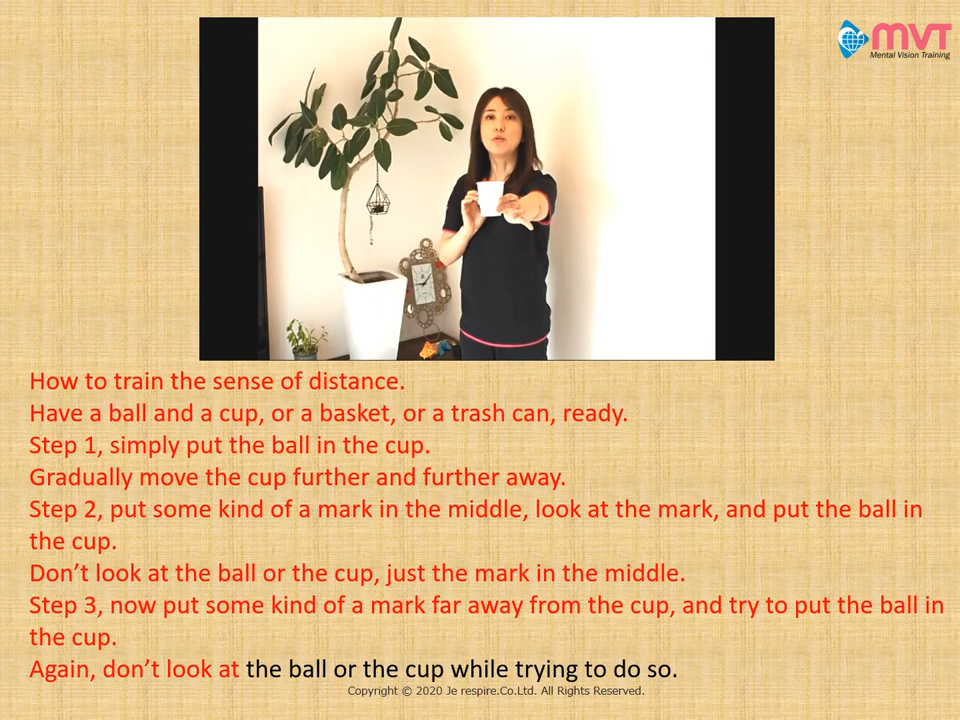 MVT
Mental Vision Training
How to train the sense of distance.
Have a ball and a cup, or a basket, or a trash can, ready.
Step 1, simply put the ball in the cup.
Gradually move the cup further and further away.
Step 2, put some kind of a mark in the middle, look at the mark, and put the ball in
the cup.
Don’t look at the ball or the cup, just the mark in the middle.
Step 3, now put some kind of a mark far away from the cup, and try to put the ball in
the cup.
Again, don’t look at the ball or the cup while trying to do so.
Copyright © 2020 Je respire.Co.Ltd. All Rights Reserved.